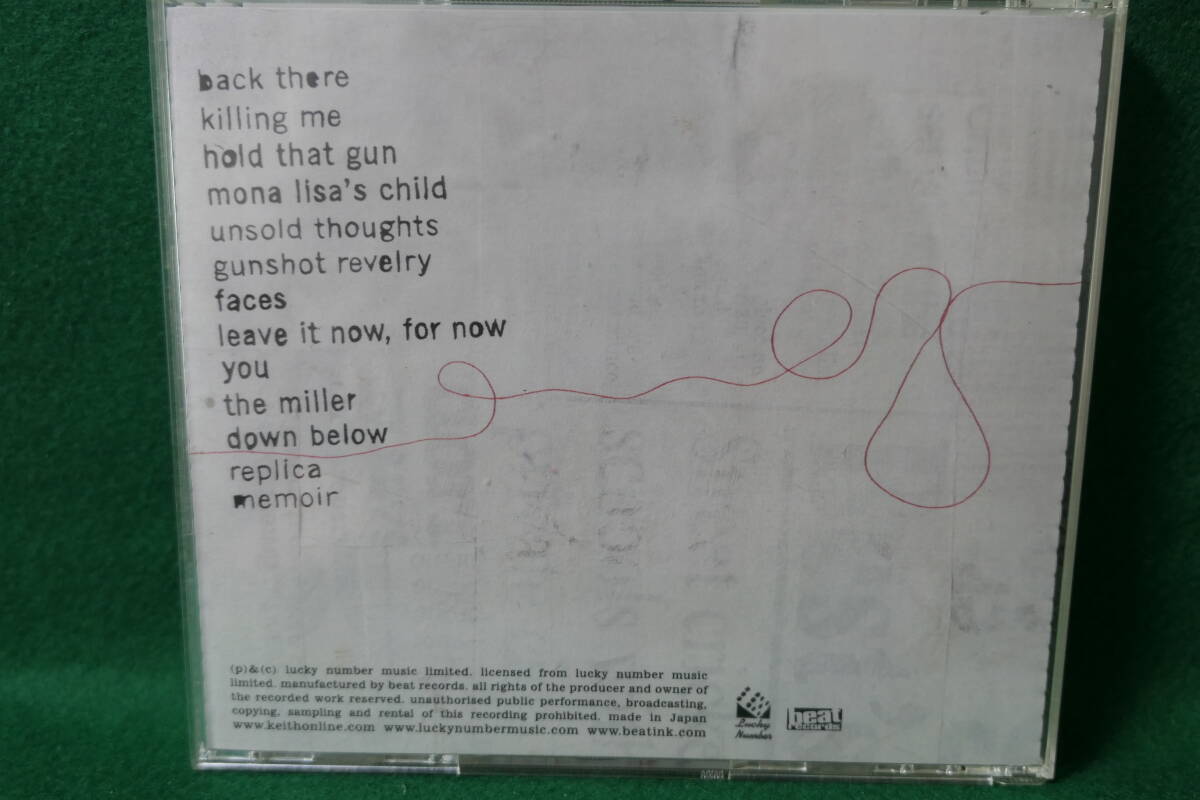 back there
killing me
hold that gun
mona lisa's child
unsold thoughts
gunshot revelry
faces
leave it now, for now
you
the miller
down below
replica
memoir
(p)&(c) lucky number music limited. licensed from lucky number music
limited. manufactured by beat records. all rights of the producer and owner of
the recorded work reserved. unauthorised public performance, broadcasting,
copying, sampling and rental of this recording prohibited. made in Japan
www.keithonline.com www.luckynumbermusic.com www.beatink.com
Lucky
Number
beat
records